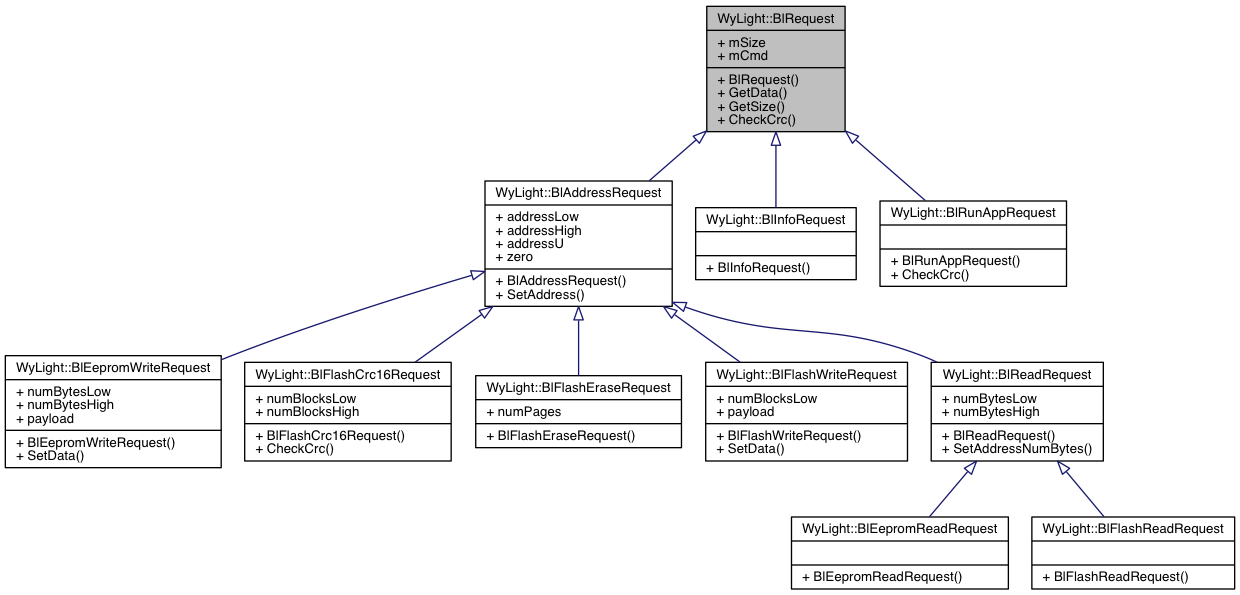 WyLight::BlRequest
+ mSize
+ mCmd
+ BlRequest()
+ GetData()
+ GetSize()
+ CheckCrc()
WyLight::BlAddressRequest
+ addressLow
+ addressHigh
+ addressU
+ zero
+ BlAddressRequest()
+ SetAddress()
WyLight::BlInfoRequest
+ BlInfoRequest()
WyLight::BlRunAppRequest
+ BlRunAppRequest()
+ CheckCrc()
WyLight::BlEepromWriteRequest
+ numBytesLow
+ numBytesHigh
+ payload
+ BlEepromWriteRequest()
+ SetData()
WyLight::BlFlashCrc16Request
+ numBlocksLow
+ numBlocksHigh
+ BlFlashCrc16Request()
+ CheckCrc()
WyLight::BlFlashEraseRequest
+ numPages
+ BlFlashEraseRequest()
WyLight::BlFlashWriteRequest
+ numBlocksLow
+ payload
+ BlFlashWriteRequest()
+ SetData()
WyLight::BlReadRequest
+ numBytesLow
+ numBytesHigh
+ BlReadRequest()
+ SetAddressNumBytes()
WyLight::BlEepromReadRequest
+ BlEepromReadRequest()
WyLight::BlFlashReadRequest
+ BlFlashReadRequest()